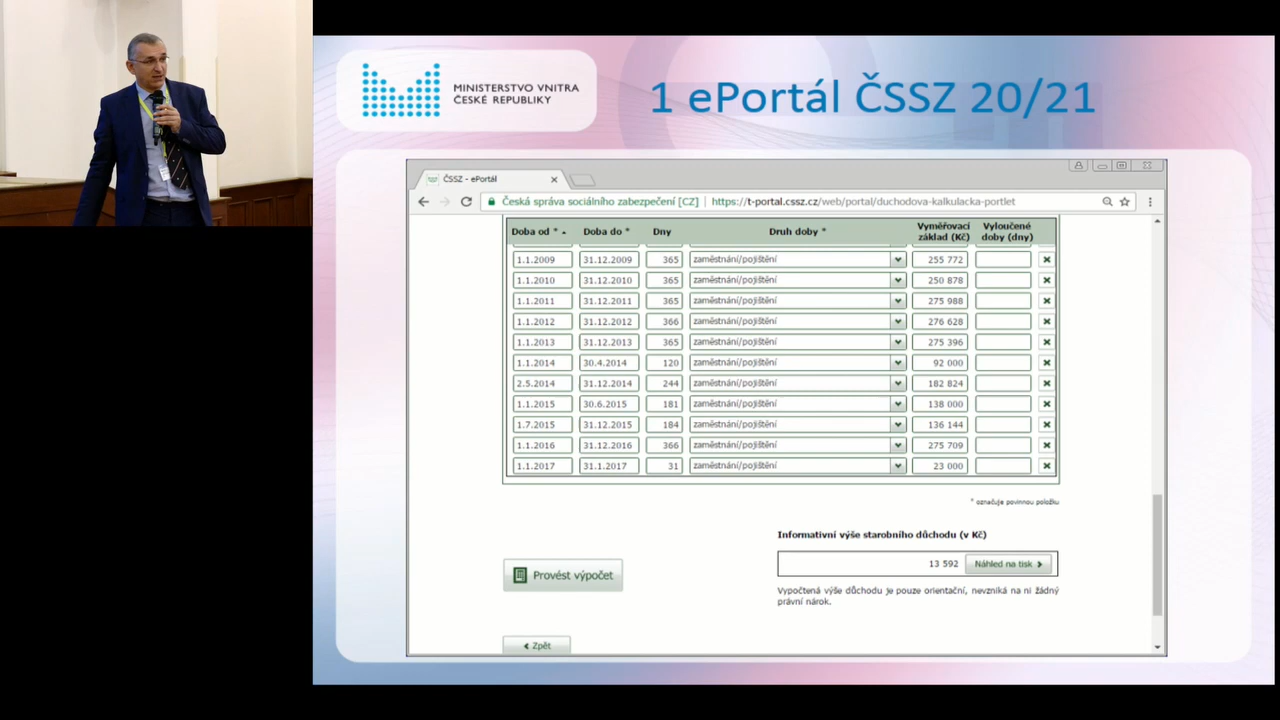 MINISTERSTVO VNITRA
ČESKÉ REPUBLIKY
1 ePortál ČSSZ 20/21
ČSSZ - ePortál
Česká správa sociálního zabezpečení [CZ] | https://t-portal.cssz.cz/web/portal/duchodova-kalkulacka-portlet
Doba od * Doba do * Dny Druh doby * Vyměřovací základ (Kč) Vyloučené doby (dny)
1.1.2009 31.12.2009 365 zaměstnání/pojištění 255 772
1.1.2010 31.12.2010 365 zaměstnání/pojištění 250 878
1.1.2011 31.12.2011 365 zaměstnání/pojištění 275 988
1.1.2012 31.12.2012 366 zaměstnání/pojištění 276 628
1.1.2013 31.12.2013 365 zaměstnání/pojištění 275 396
1.1.2014 30.4.2014 120 zaměstnání/pojištění 92 000
2.5.2014 31.12.2014 244 zaměstnání/pojištění 182 824
1.1.2015 30.6.2015 181 zaměstnání/pojištění 138 000
1.7.2015 31.12.2015 184 zaměstnání/pojištění 136 144
1.1.2016 31.12.2016 366 zaměstnání/pojištění 275 709
1.1.2017 31.1.2017 31 zaměstnání/pojištění 23 000
* označuje povinnou položku
Informativní výše starobního důchodu (v Kč)
13 592 Náhled na tisk
Provést výpočet
Vypočtená výše důchodu je pouze orientační, nevzniká na ni žádný
právní nárok.
Zpět